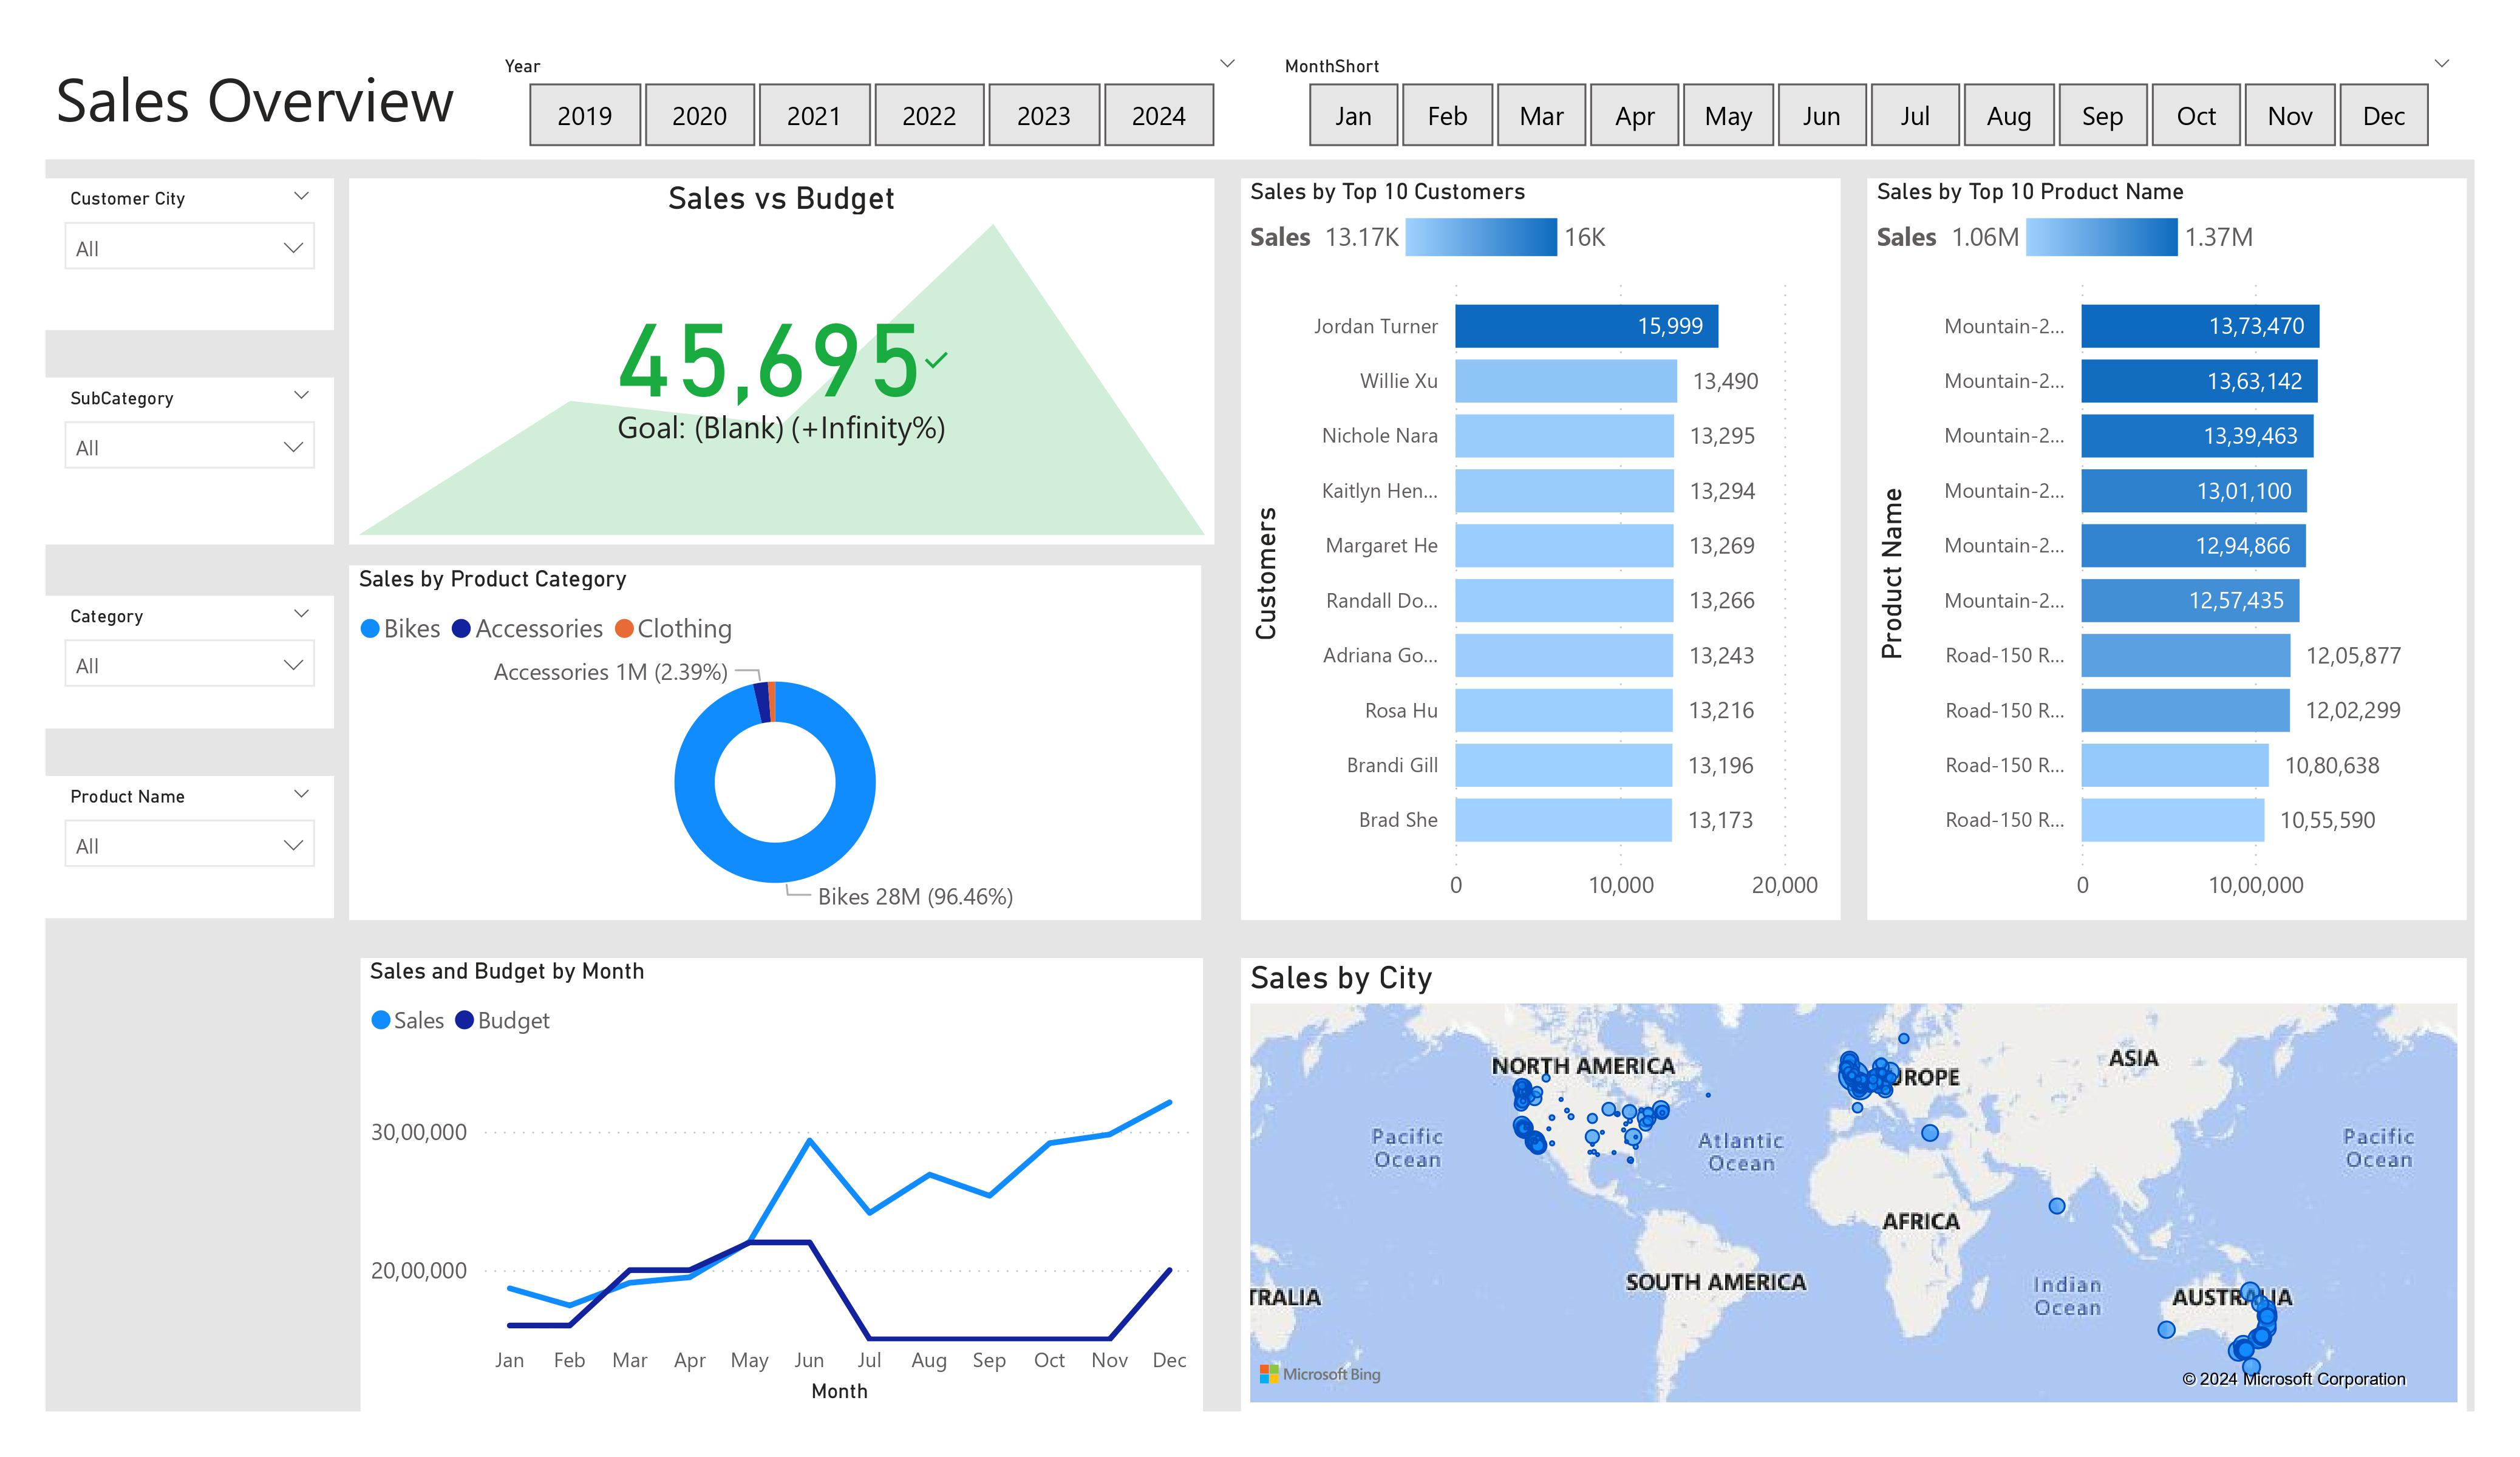 Sales Overview
Year
2019 2020 2021 2022 2023 2024
MonthShort
Jan Feb Mar Apr May Jun Jul Aug Sep Oct Nov Dec
Customer City
All
SubCategory
All
Category
All
Product Name
All
Sales vs Budget
45,695
Goal: (Blank) (+Infinity%)
Sales by Product Category
Bikes Accessories Clothing
Accessories 1M (2.39%)
Bikes 28M (96.46%)
Sales by Top 10 Customers
Sales 13.17K 16K
Customers
Jordan Turner 15,999
Willie Xu 13,490
Nichole Nara 13,295
Kaitlyn Hen... 13,294
Margaret He 13,269
Randall Do... 13,266
Adriana Go... 13,243
Rosa Hu 13,216
Brandi Gill 13,196
Brad She 13,173
0 10,000 20,000
Sales by Top 10 Product Name
Sales 1.06M 1.37M
Product Name
Mountain-2... 13,73,470
Mountain-2... 13,63,142
Mountain-2... 13,39,463
Mountain-2... 13,01,100
Mountain-2... 12,94,866
Mountain-2... 12,57,435
Road-150 R... 12,05,877
Road-150 R... 12,02,299
Road-150 R... 10,80,638
Road-150 R... 10,55,590
0 10,00,000
Sales and Budget by Month
Sales Budget
30,00,000
20,00,000
Jan Feb Mar Apr May Jun Jul Aug Sep Oct Nov Dec
Month
Sales by City
NORTH AMERICA
ASIA
UROPE
Pacific
Ocean
Atlantic
Ocean
Pacific
Ocean
AFRICA
SOUTH AMERICA
Indian
Ocean
TRALIA
AUSTRALIA
Microsoft Bing
© 2024 Microsoft Corporation